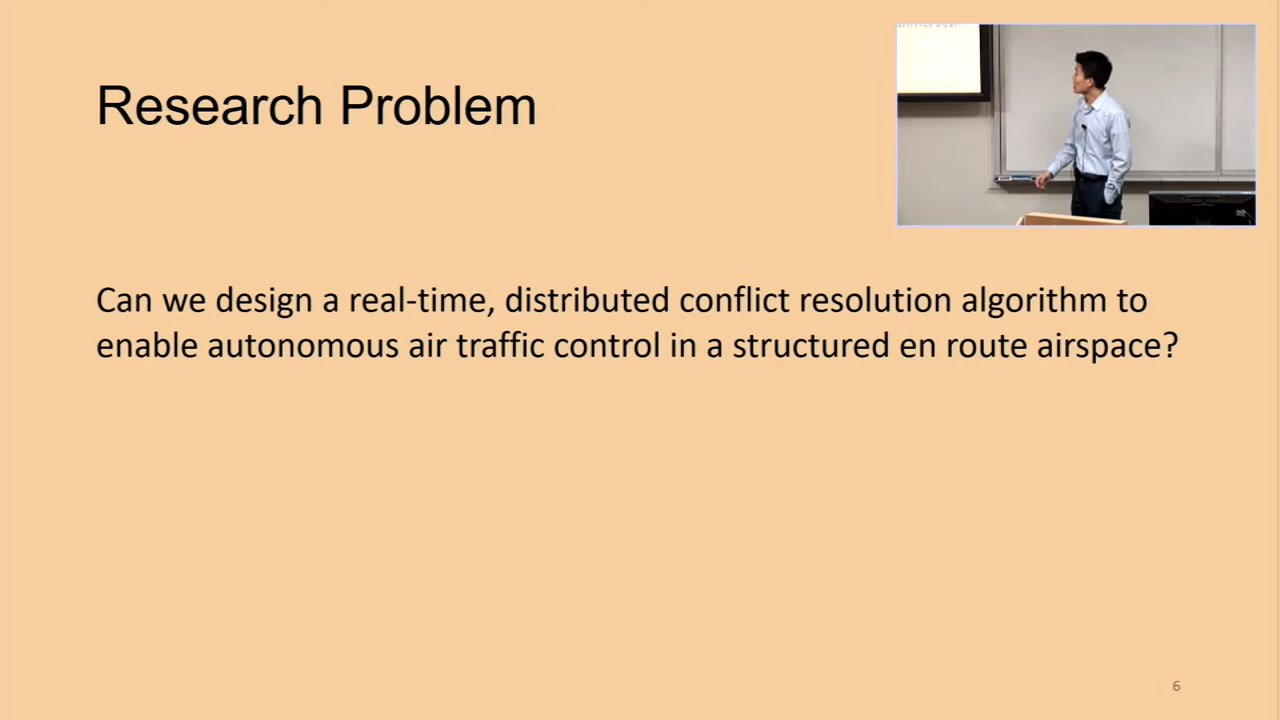 Research Problem
Can we design a real-time, distributed conflict resolution algorithm to
enable autonomous air traffic control in a structured en route airspace?
6